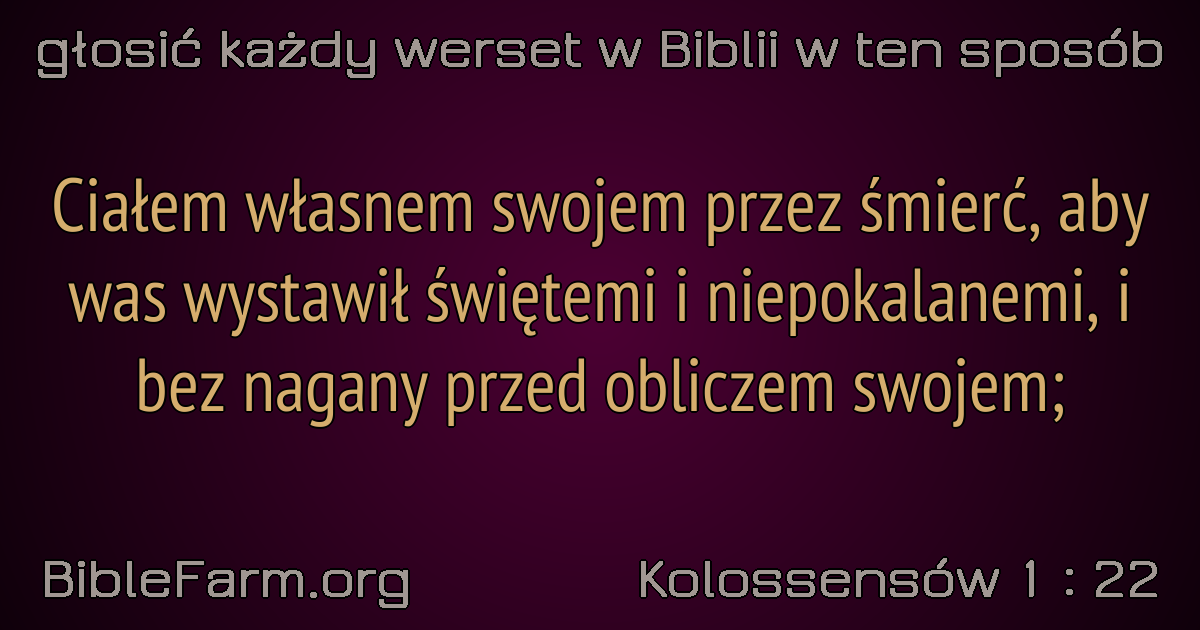 głosić każdy werset w Biblii w ten sposób
Ciałem własnem swojem przez śmierć, aby
was wystawił świętemi i niepokalanemi, i
bez nagany przed obliczem swojem;
BibleFarm.org
Kolossensów 1 : 22